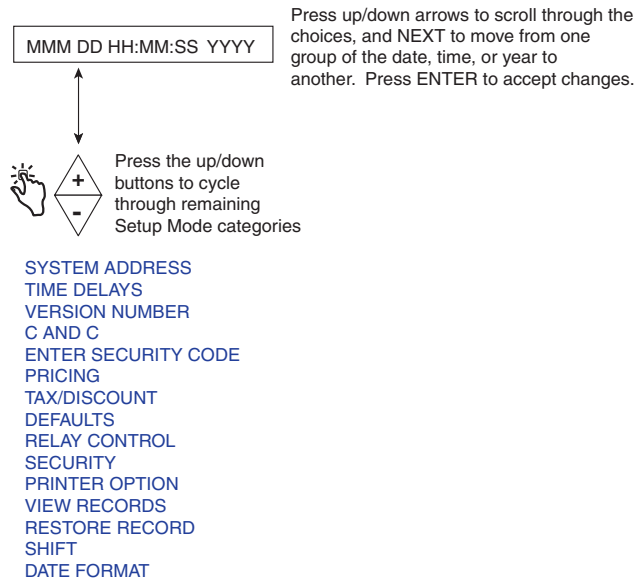 Press up/down arrows to scroll through the
choices, and NEXT to move from one
group of the date, time, or year to
another. Press ENTER to accept changes.
MMM DD HH:MM:SS YYYY
Press the up/down
buttons to cycle
through remaining
Setup Mode categories
+
-
SYSTEM ADDRESS
TIME DELAYS
VERSION NUMBER
C AND C
ENTER SECURITY CODE
PRICING
TAX/DISCOUNT
DEFAULTS
RELAY CONTROL
SECURITY
PRINTER OPTION
VIEW RECORDS
RESTORE RECORD
SHIFT
DATE FORMAT